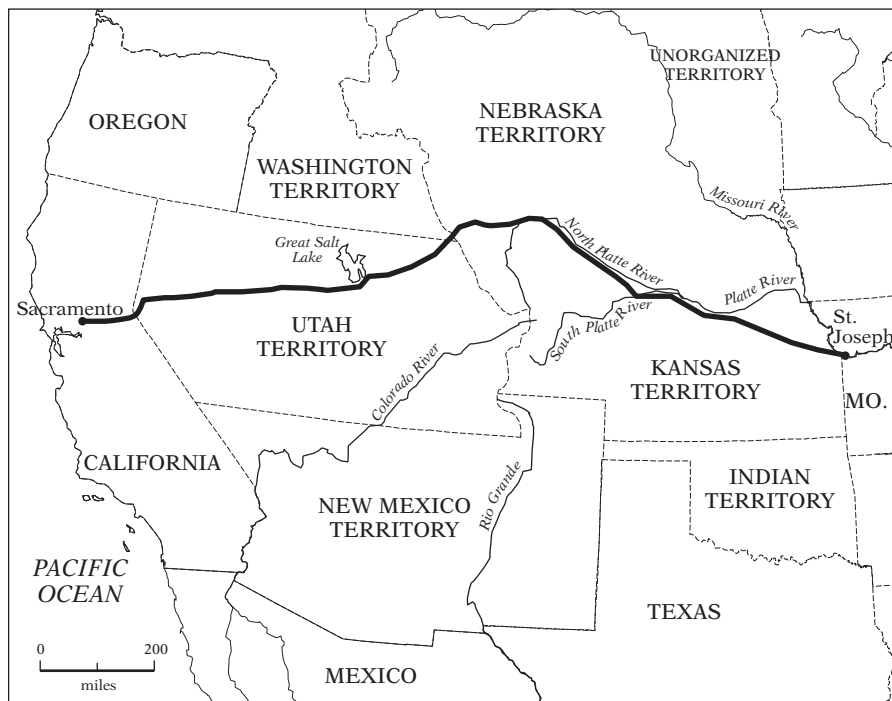 UNORGANIZED
TERRITORY
OREGON
NEBRASKA
TERRITORY
WASHINGTON
TERRITORY
Missouri River
Great Salt
Lake
North Platte River
Platte River
Sacramento
St.
Joseph
UTAH
TERRITORY
South Platte River
Colorado River
KANSAS
TERRITORY
MO.
CALIFORNIA
NEW MEXICO
TERRITORY
Rio Grande
INDIAN
TERRITORY
PACIFIC
OCEAN
TEXAS
0 200
miles
MEXICO